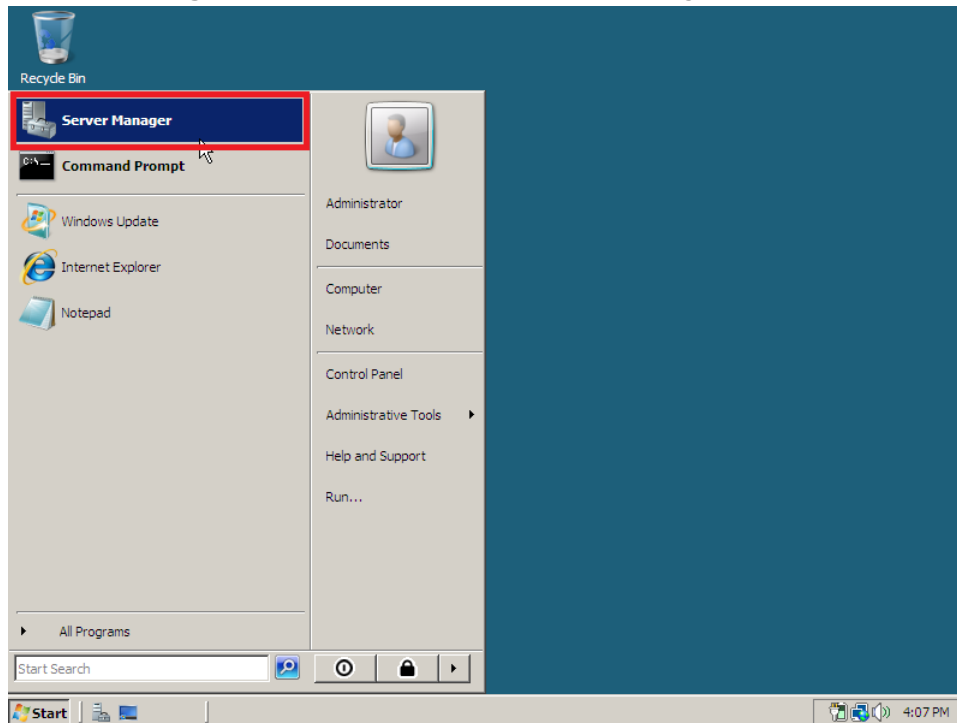 Recycle Bin
Server Manager
C:\
Command Prompt
Windows Update
Internet Explorer
Notepad
All Programs
Start Search
Administrator
Documents
Computer
Network
Control Panel
Administrative Tools
Help and Support
Run...
Start
4:07 PM